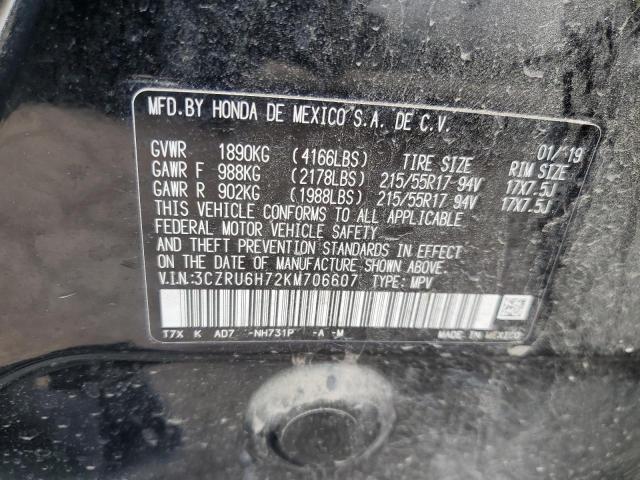 MFD.BY HONDA DE MEXICO S.A. DE C.V.
01/'19
GVWR 1890KG (4166LBS) TIRE SIZE RIM SIZE
GAWR F 988KG (2178LBS) 215/55R17 94V 17X7.5J
GAWR R 902KG (1988LBS) 215/55R17 94V 17X7.5J
THIS VEHICLE CONFORMS TO ALL APPLICABLE
FEDERAL MOTOR VEHICLE SAFETY
AND THEFT PREVENTION STANDARDS IN EFFECT
ON THE DATE OF MANUFACTURE SHOWN ABOVE.
V.I.N:3CZRU6H72KM706607 TYPE: MPV
T7X K AD7 -NH731P -A -M MADE IN MEXICO